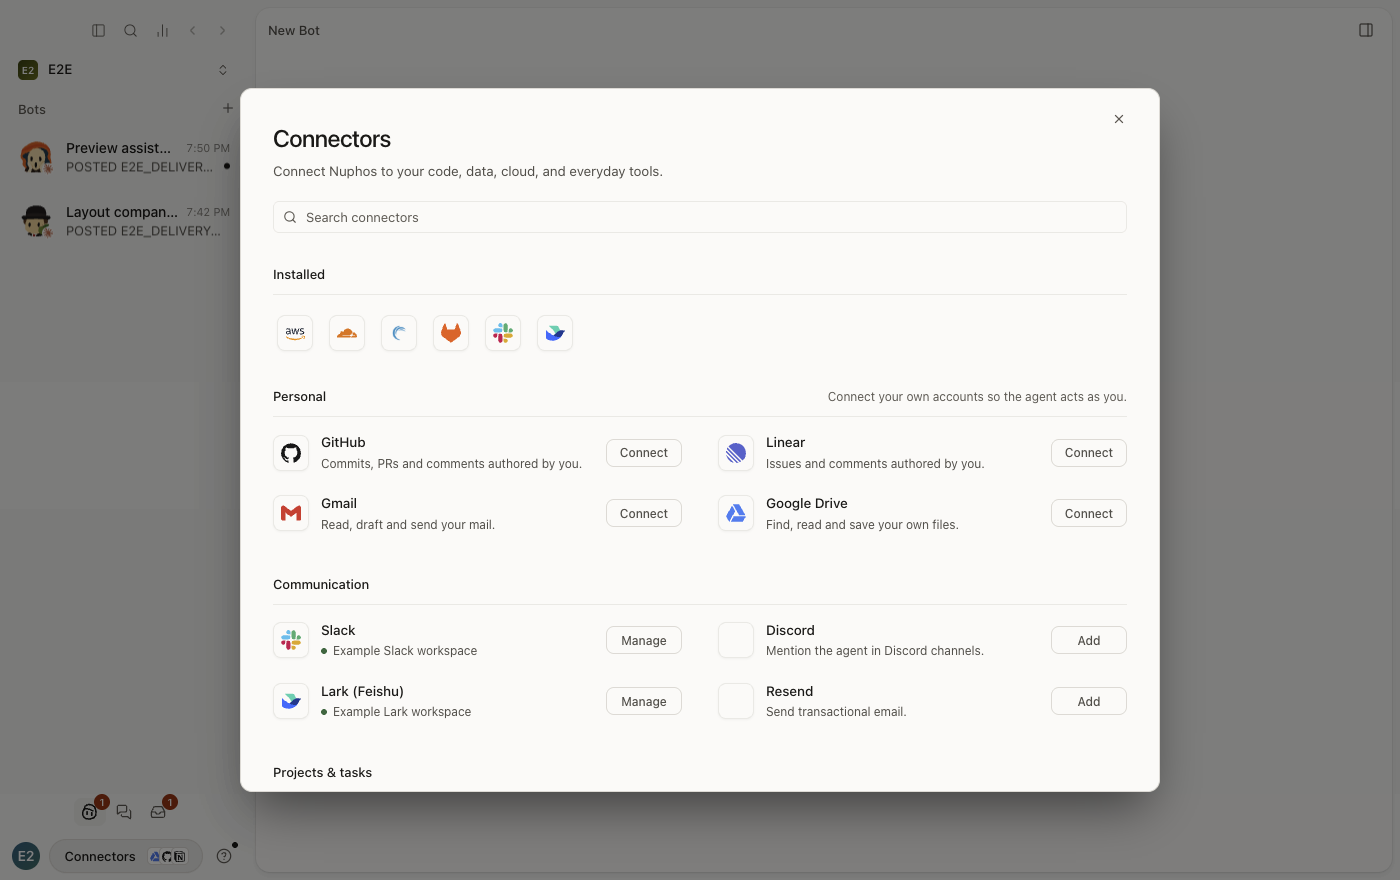 New Bot
E2 E2E
Bots
Preview assist... 7:50 PM
POSTED E2E_DELIVER...
Layout compan... 7:42 PM
POSTED E2E_DELIVERY...
Connectors
Connect Nuphos to your code, data, cloud, and everyday tools.
Search connectors
Installed
aws
Personal
Connect your own accounts so the agent acts as you.
GitHub
Commits, PRs and comments authored by you.
Connect
Linear
Issues and comments authored by you.
Connect
Gmail
Read, draft and send your mail.
Connect
Google Drive
Find, read and save your own files.
Connect
Communication
Slack
Example Slack workspace
Manage
Discord
Mention the agent in Discord channels.
Add
Lark (Feishu)
Example Lark workspace
Manage
Resend
Send transactional email.
Add
Projects & tasks
1 1
E2 Connectors